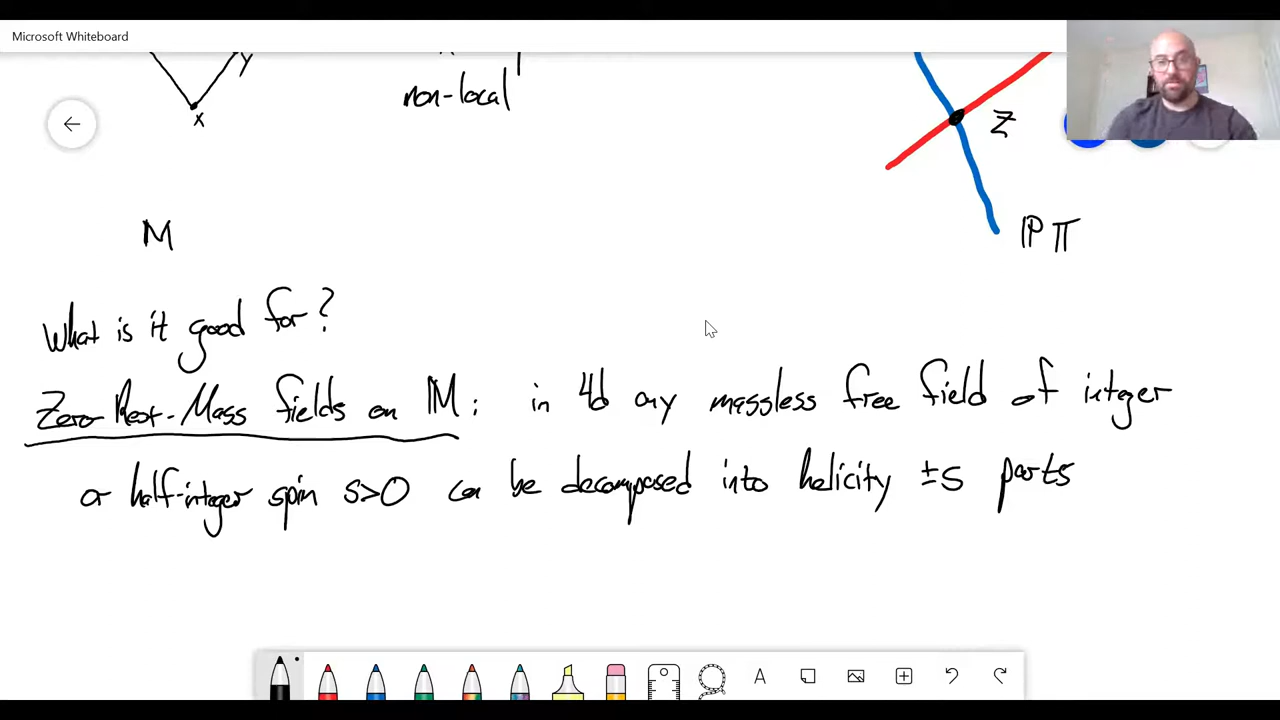 Microsoft Whiteboard
y
x
non-local
Z
M
PT
What is it good for?
Zero-Rest-Mass fields on M: in 4d any massless free field of integer
or half-integer spin s>0 can be decomposed into helicity ±s parts
A